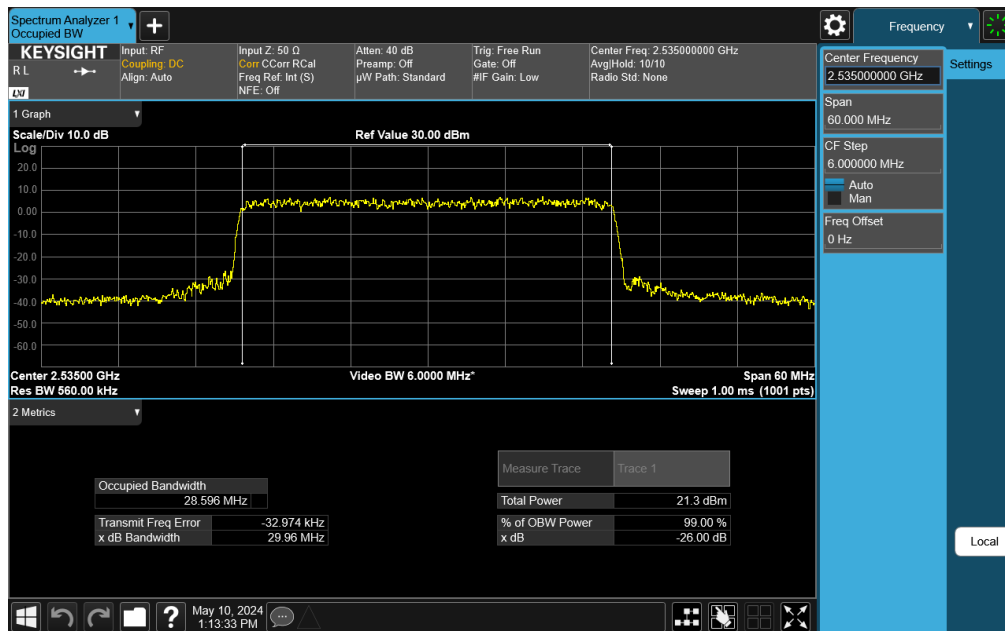 Spectrum Analyzer 1
Occupied BW
Frequency
KEYSIGHT
R L
LXI
Input: RF
Coupling: DC
Align: Auto
Input Z: 50 Ω
Corr CCorr RCal
Freq Ref: Int (S)
NFE: Off
Atten: 40 dB
Preamp: Off
µW Path: Standard
Trig: Free Run
Gate: Off
#IF Gain: Low
Center Freq: 2.535000000 GHz
Avg|Hold: 10/10
Radio Std: None
Center Frequency
2.535000000 GHz
Settings
Span
60.000 MHz
CF Step
6.000000 MHz
Auto
Man
Freq Offset
0 Hz
1 Graph
Scale/Div 10.0 dB
Ref Value 30.00 dBm
Log
20.0
10.0
0.00
-10.0
-20.0
-30.0
-40.0
-50.0
-60.0
Center 2.53500 GHz
Video BW 6.0000 MHz*
Span 60 MHz
Res BW 560.00 kHz
Sweep 1.00 ms (1001 pts)
2 Metrics
Measure Trace Trace 1
Occupied Bandwidth
28.596 MHz
Total Power 21.3 dBm
Transmit Freq Error -32.974 kHz
% of OBW Power 99.00 %
x dB Bandwidth 29.96 MHz
x dB -26.00 dB
Local
May 10, 2024
1:13:33 PM